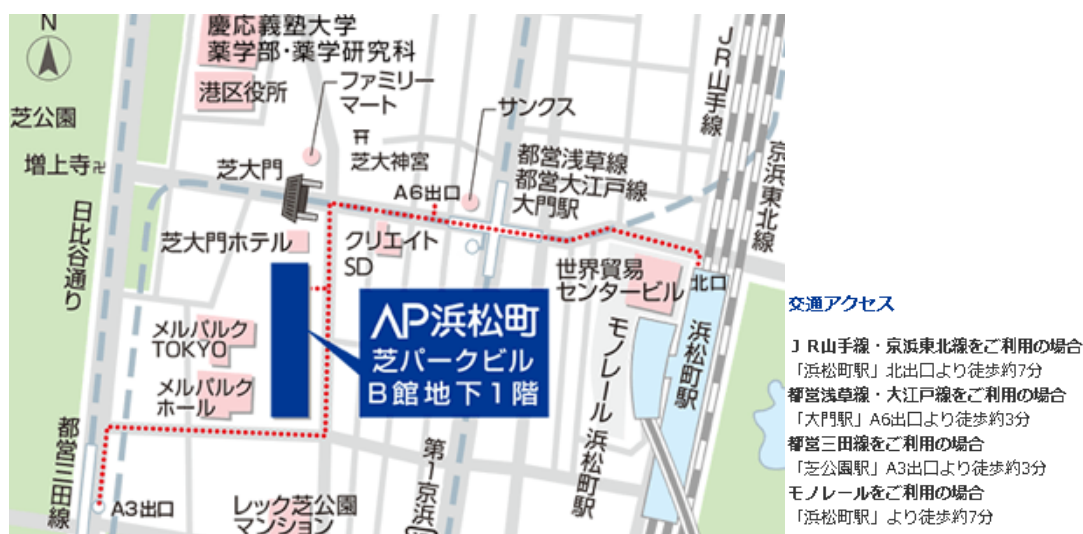 N
慶応義塾大学
薬学部・薬学研究科
港区役所
ファミリー
マート
サンクス
JR山手線
京浜東北線
芝公園
増上寺卍
芝大門
芝大神宮
A6出口
都営浅草線
都営大江戸線
大門駅
日比谷通り
芝大門ホテル
クリエイト
SD
世界貿易
センタービル
北口
浜松町駅
モノレール 浜松町駅
メルパルク
TOKYO
メルパルク
ホール
AP浜松町
芝パークビル
B館地下1階
都営三田線
A3出口
レック芝公園
マンション
第1京浜
交通アクセス
JR山手線・京浜東北線をご利用の場合
「浜松町駅」北出口より徒歩約7分
都営浅草線・大江戸線をご利用の場合
「大門駅」A6出口より徒歩約3分
都営三田線をご利用の場合
「芝公園駅」A3出口より徒歩約3分
モノレールをご利用の場合
「浜松町駅」より徒歩約7分